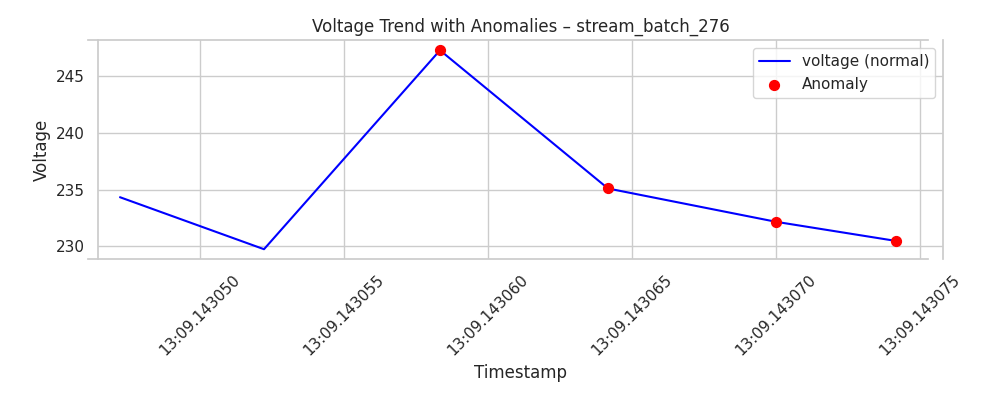 Voltage Trend with Anomalies – stream_batch_276
voltage (normal)
Anomaly
Voltage
245
240
235
230
13:09.143050
13:09.143055
13:09.143060
13:09.143065
13:09.143070
13:09.143075
Timestamp